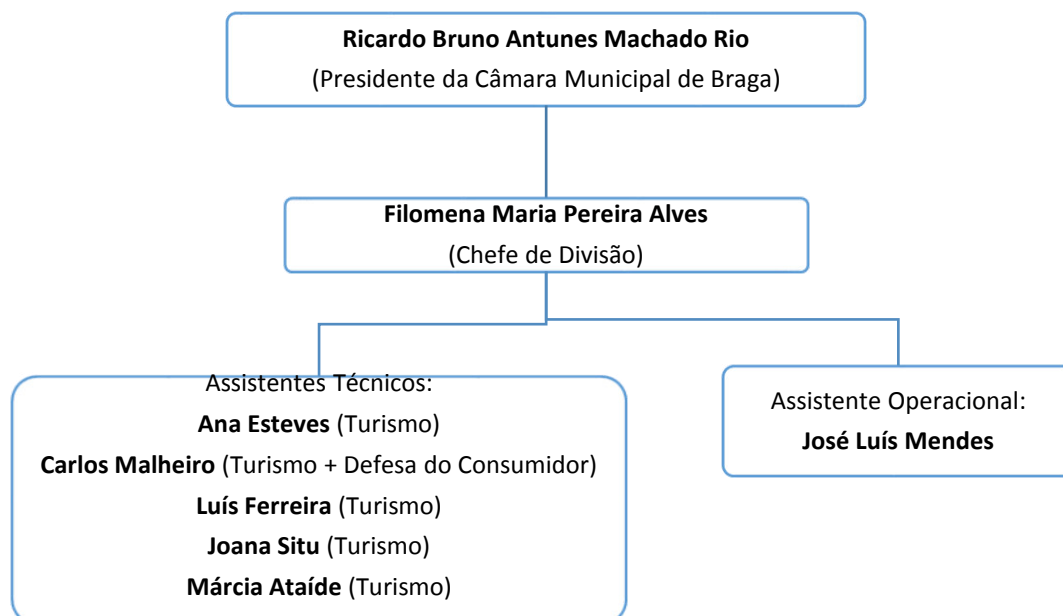 Ricardo Bruno Antunes Machado Rio
(Presidente da Câmara Municipal de Braga)
Filomena Maria Pereira Alves
(Chefe de Divisão)
Assistentes Técnicos:
Ana Esteves (Turismo)
Carlos Malheiro (Turismo + Defesa do Consumidor)
Luís Ferreira (Turismo)
Joana Situ (Turismo)
Márcia Ataíde (Turismo)
Assistente Operacional:
José Luís Mendes